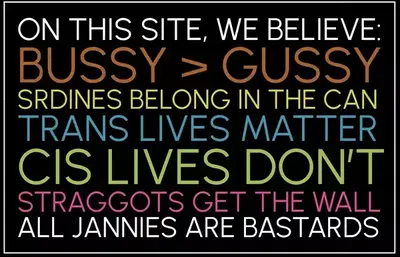 ON THIS SITE, WE BELIEVE:
BUSSY > GUSSY
SRDINES BELONG IN THE CAN
TRANS LIVES MATTER
CIS LIVES DON'T
STRAGGOTS GET THE WALL
ALL JANNIES ARE BASTARDS